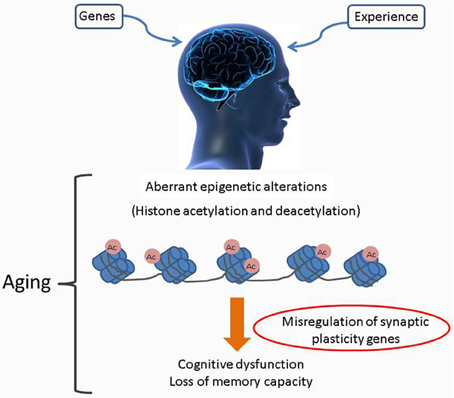 Genes
Experience
Aberrant epigenetic alterations
(Histone acetylation and deacetylation)
Ac
Ac
Ac
Ac
Ac
Ac
Aging
Misregulation of synaptic
plasticity genes
Cognitive dysfunction
Loss of memory capacity